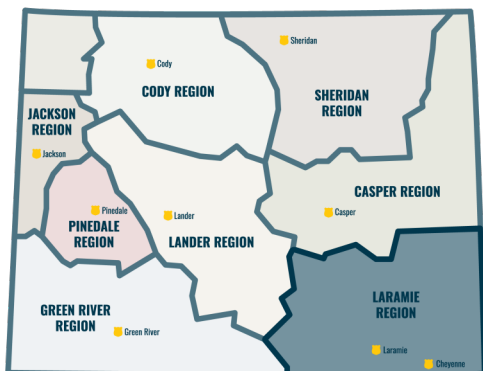 Sheridan
Cody
CODY REGION
SHERIDAN
REGION
JACKSON
REGION
Jackson
CASPER REGION
Pinedale
Lander
Casper
PINEDALE
REGION
LANDER REGION
LARAMIE
REGION
GREEN RIVER
REGION
Green River
Laramie
Cheyenne